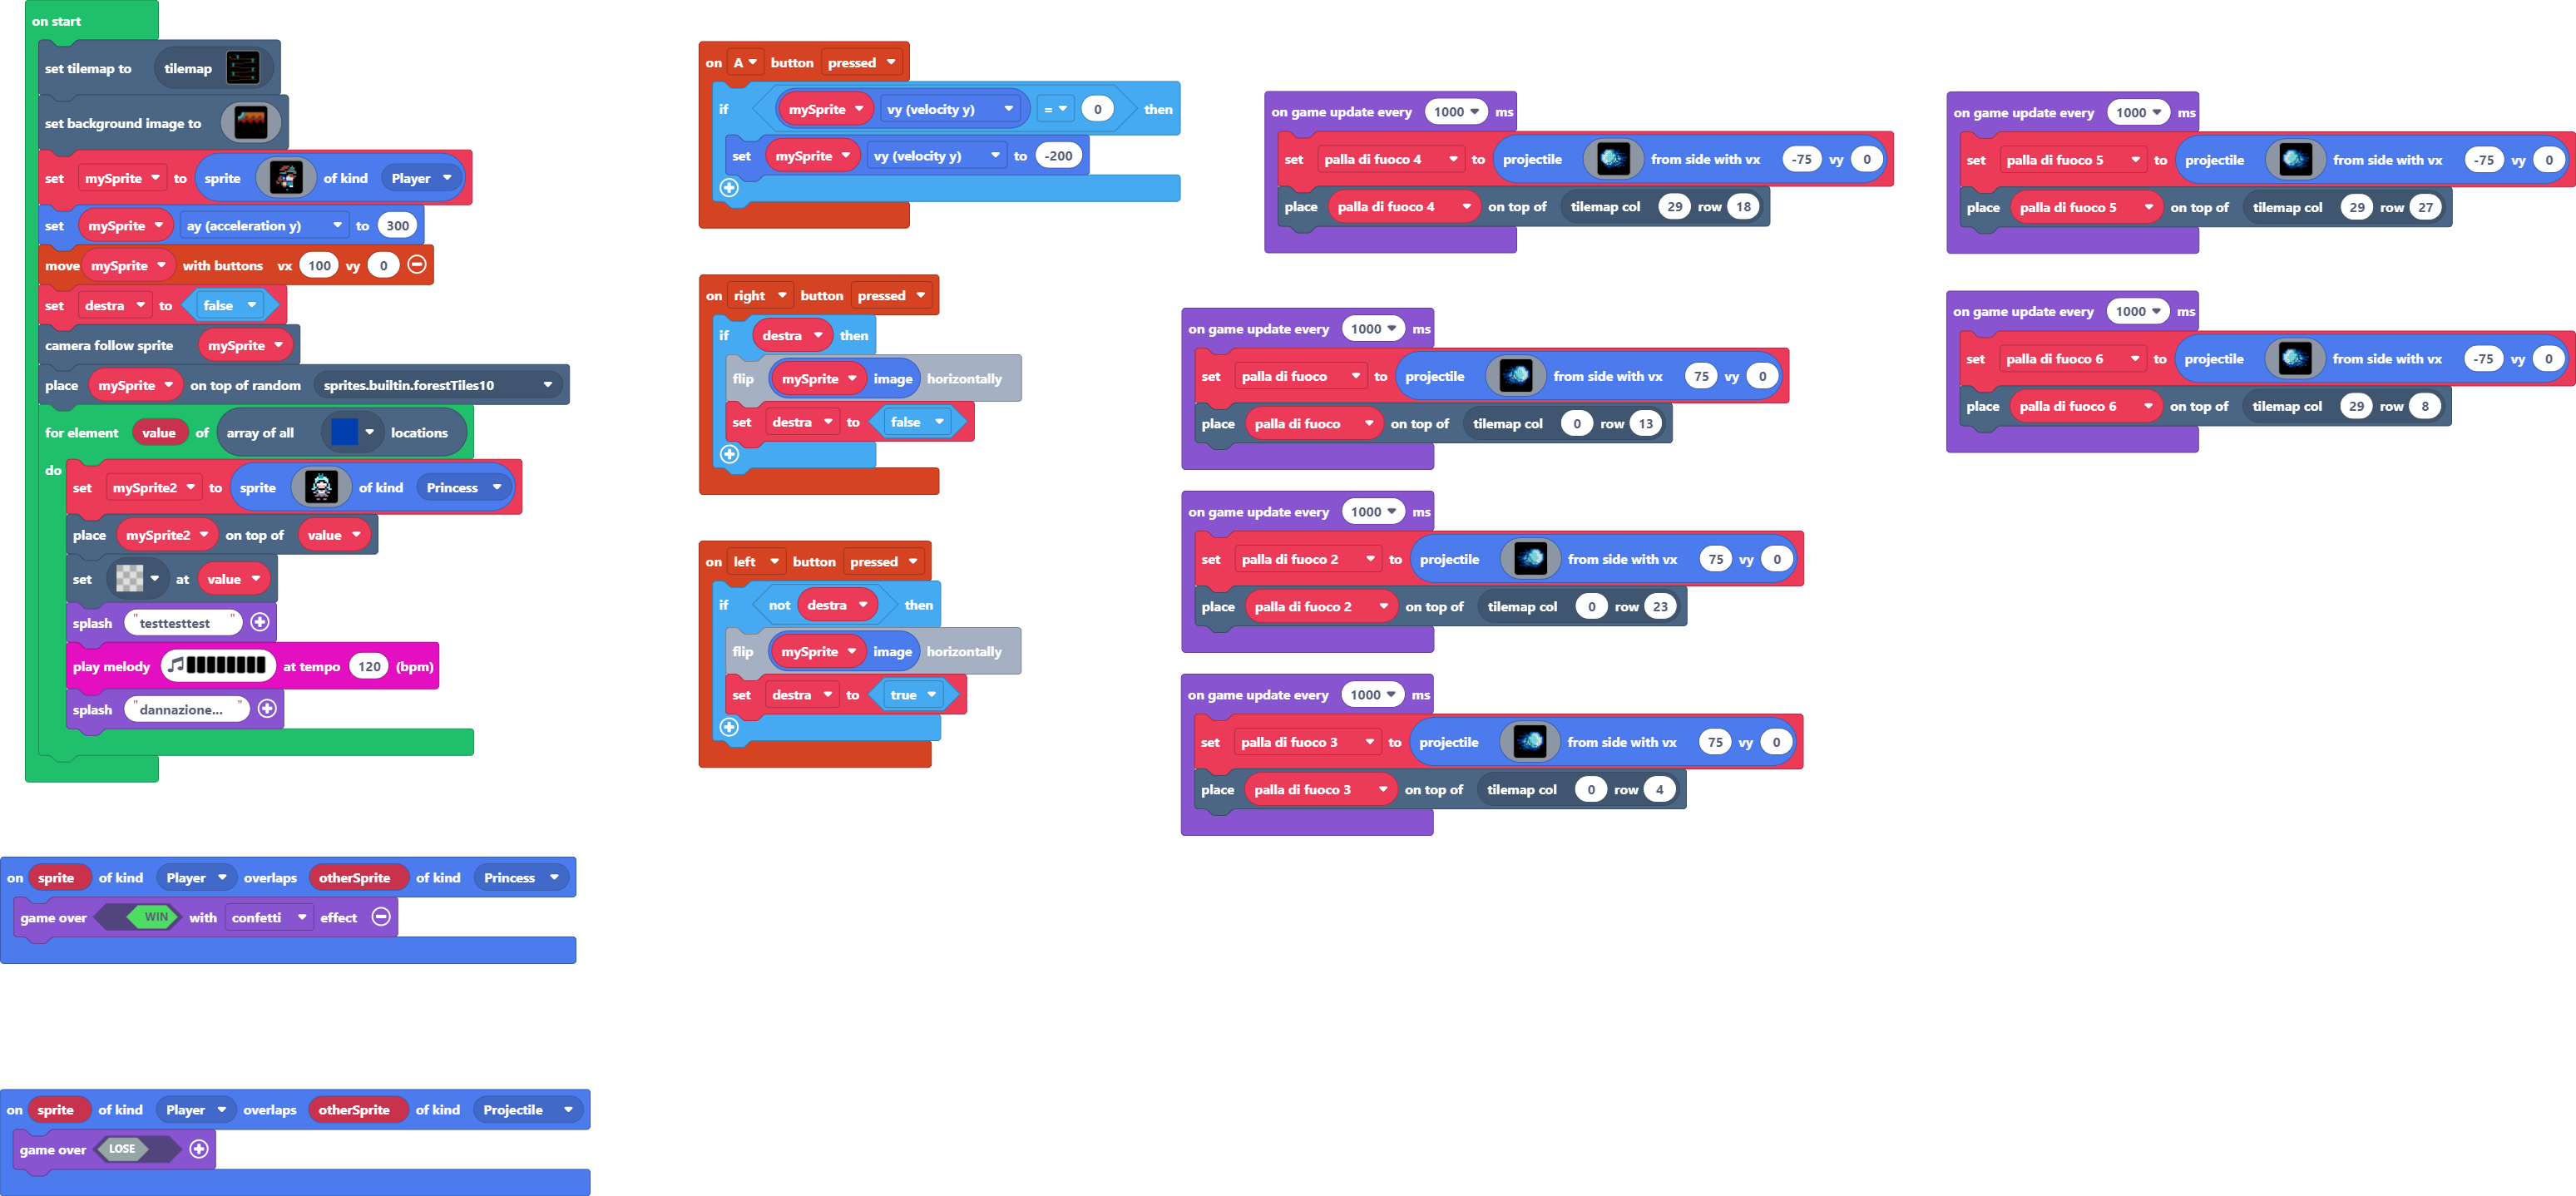 on start
set tilemap to tilemap
set background image to
set mySprite to sprite of kind Player
set mySprite ay (acceleration y) to 300
move mySprite with buttons vx 100 vy 0
set destra to false
camera follow sprite mySprite
place mySprite on top of random sprites.builtin.forestTiles10
for element value of array of all locations
do
set mySprite2 to sprite of kind Princess
place mySprite2 on top of value
set at value
splash "testtesttest"
play melody at tempo 120 (bpm)
splash "dannazione..."
on sprite of kind Player overlaps otherSprite of kind Princess
game over WIN with confetti effect
on sprite of kind Player overlaps otherSprite of kind Projectile
game over LOSE
on A button pressed
if mySprite vy (velocity y) = 0 then
set mySprite vy (velocity y) to -200
on right button pressed
if destra then
flip mySprite image horizontally
set destra to false
on left button pressed
if not destra then
flip mySprite image horizontally
set destra to true
on game update every 1000 ms
set palla di fuoco 4 to projectile from side with vx -75 vy 0
place palla di fuoco 4 on top of tilemap col 29 row 18
on game update every 1000 ms
set palla di fuoco to projectile from side with vx 75 vy 0
place palla di fuoco on top of tilemap col 0 row 13
on game update every 1000 ms
set palla di fuoco 2 to projectile from side with vx 75 vy 0
place palla di fuoco 2 on top of tilemap col 0 row 23
on game update every 1000 ms
set palla di fuoco 3 to projectile from side with vx 75 vy 0
place palla di fuoco 3 on top of tilemap col 0 row 4
on game update every 1000 ms
set palla di fuoco 5 to projectile from side with vx -75 vy 0
place palla di fuoco 5 on top of tilemap col 29 row 27
on game update every 1000 ms
set palla di fuoco 6 to projectile from side with vx -75 vy 0
place palla di fuoco 6 on top of tilemap col 29 row 8